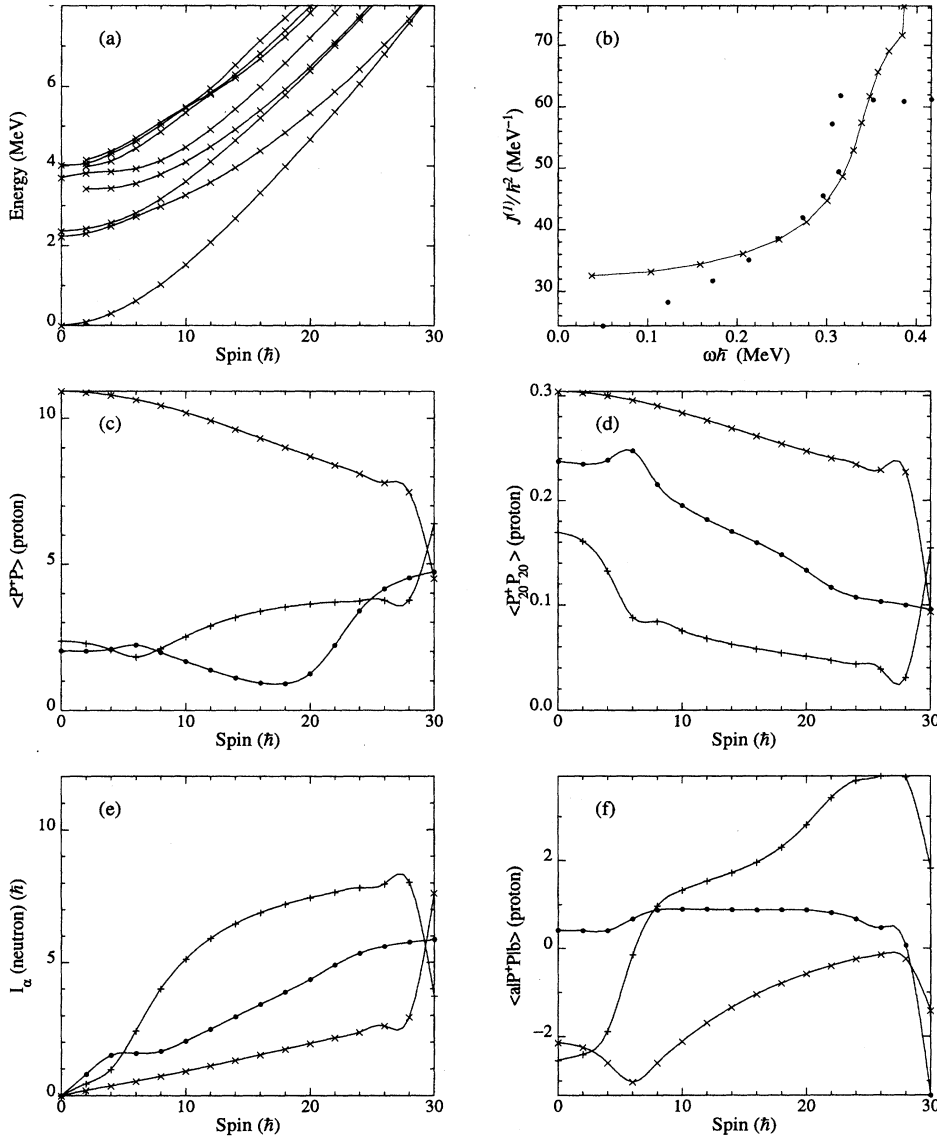 (a)
Energy (MeV)
6
4
2
0
0 10 20 30
Spin (ħ)
(b)
J⁽¹⁾/ħ² (MeV⁻¹)
70
60
50
40
30
0.0 0.1 0.2 0.3 0.4
ωħ (MeV)
(c)
<P⁺P> (proton)
10
5
0
0 10 20 30
Spin (ħ)
(d)
<P⁺₂₀P₂₀> (proton)
0.3
0.2
0.1
0.0
0 10 20 30
Spin (ħ)
(e)
I_α (neutron) (ħ)
10
5
0
0 10 20 30
Spin (ħ)
(f)
<a|P⁺P|b> (proton)
2
0
−2
0 10 20 30
Spin (ħ)